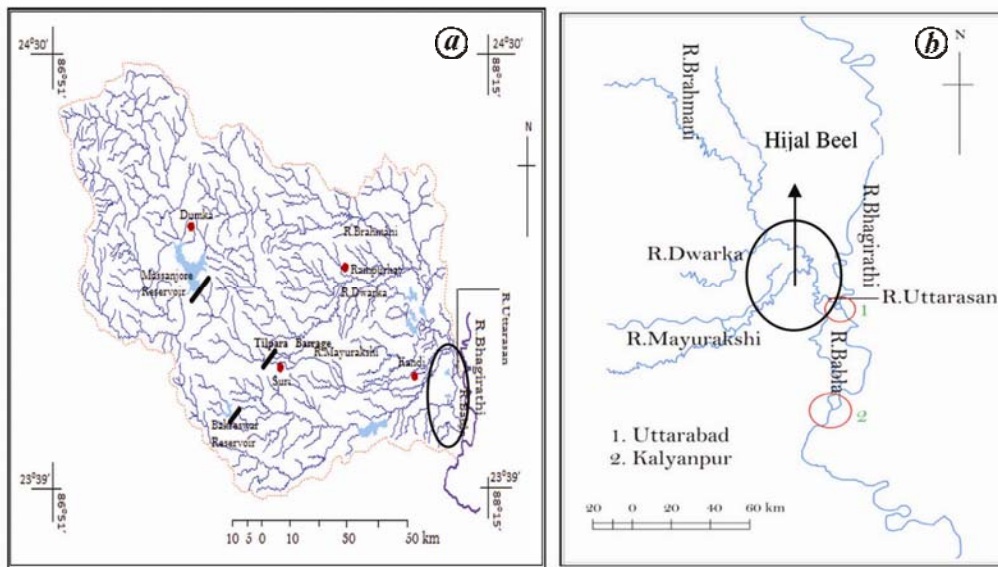 a
24°30′
24°30′
86°51′
88°15′
N
Dumka
R.Brahmani
Massanjore
Reservoir
Rampurhat
R.Dwarka
R.Uttarasan
R.Bhagirathi
Tilpara Barrage
R.Mayurakshi
Kandi
Suri
Bakreswar
Reservoir
23°39′
23°39′
86°51′
88°15′
10 5 0 10 30 50 km
b
N
R.Brahmani
Hijal Beel
R.Bhagirathi
R.Dwarka
R.Uttarasan
1
R.Mayurakshi
R.Babla
2
1. Uttarabad
2. Kalyanpur
20 0 20 40 60 km